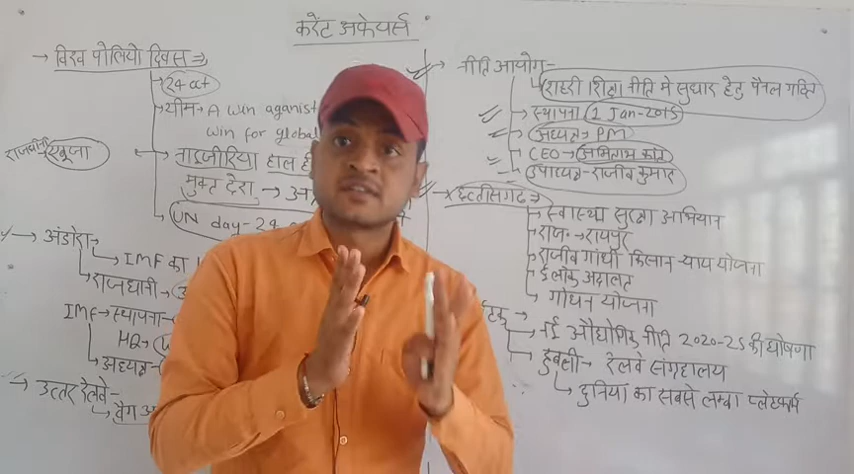 करेंट अफेयर्स
→ विश्व पोलियो दिवस ⇒
24 oct
थीम → A win aganist
win for global
राजधानी अबूजा ← नाइजीरिया हाल ही
मुक्त देश →
UN day - 24
→ अंडोरा →
→ IMF का
→ राजधानी →
IMF → स्थापना →
HQ →
→ अध्यक्ष →
→ उत्तर रेलवे -
→ बैग
→ नीति आयोग -
शहरी शिक्षा नीति में सुधार हेतु पैनल गठित
स्थापना 1 Jan-2015
अध्यक्ष → PM
CEO → अमिताभ कांत
उपाध्यक्ष - राजीव कुमार
→ छत्तीसगढ़ ⇒
स्वास्थ्य सुरक्षा अभियान
राज. → रायपुर
राजीव गांधी किसान न्याय योजना
ई लोक अदालत
गोधन योजना
→ नई औद्योगिक नीति 2020-25 की घोषणा
→ हुबली → रेलवे संग्रहालय
→ दुनिया का सबसे लम्बा प्लेटफार्म